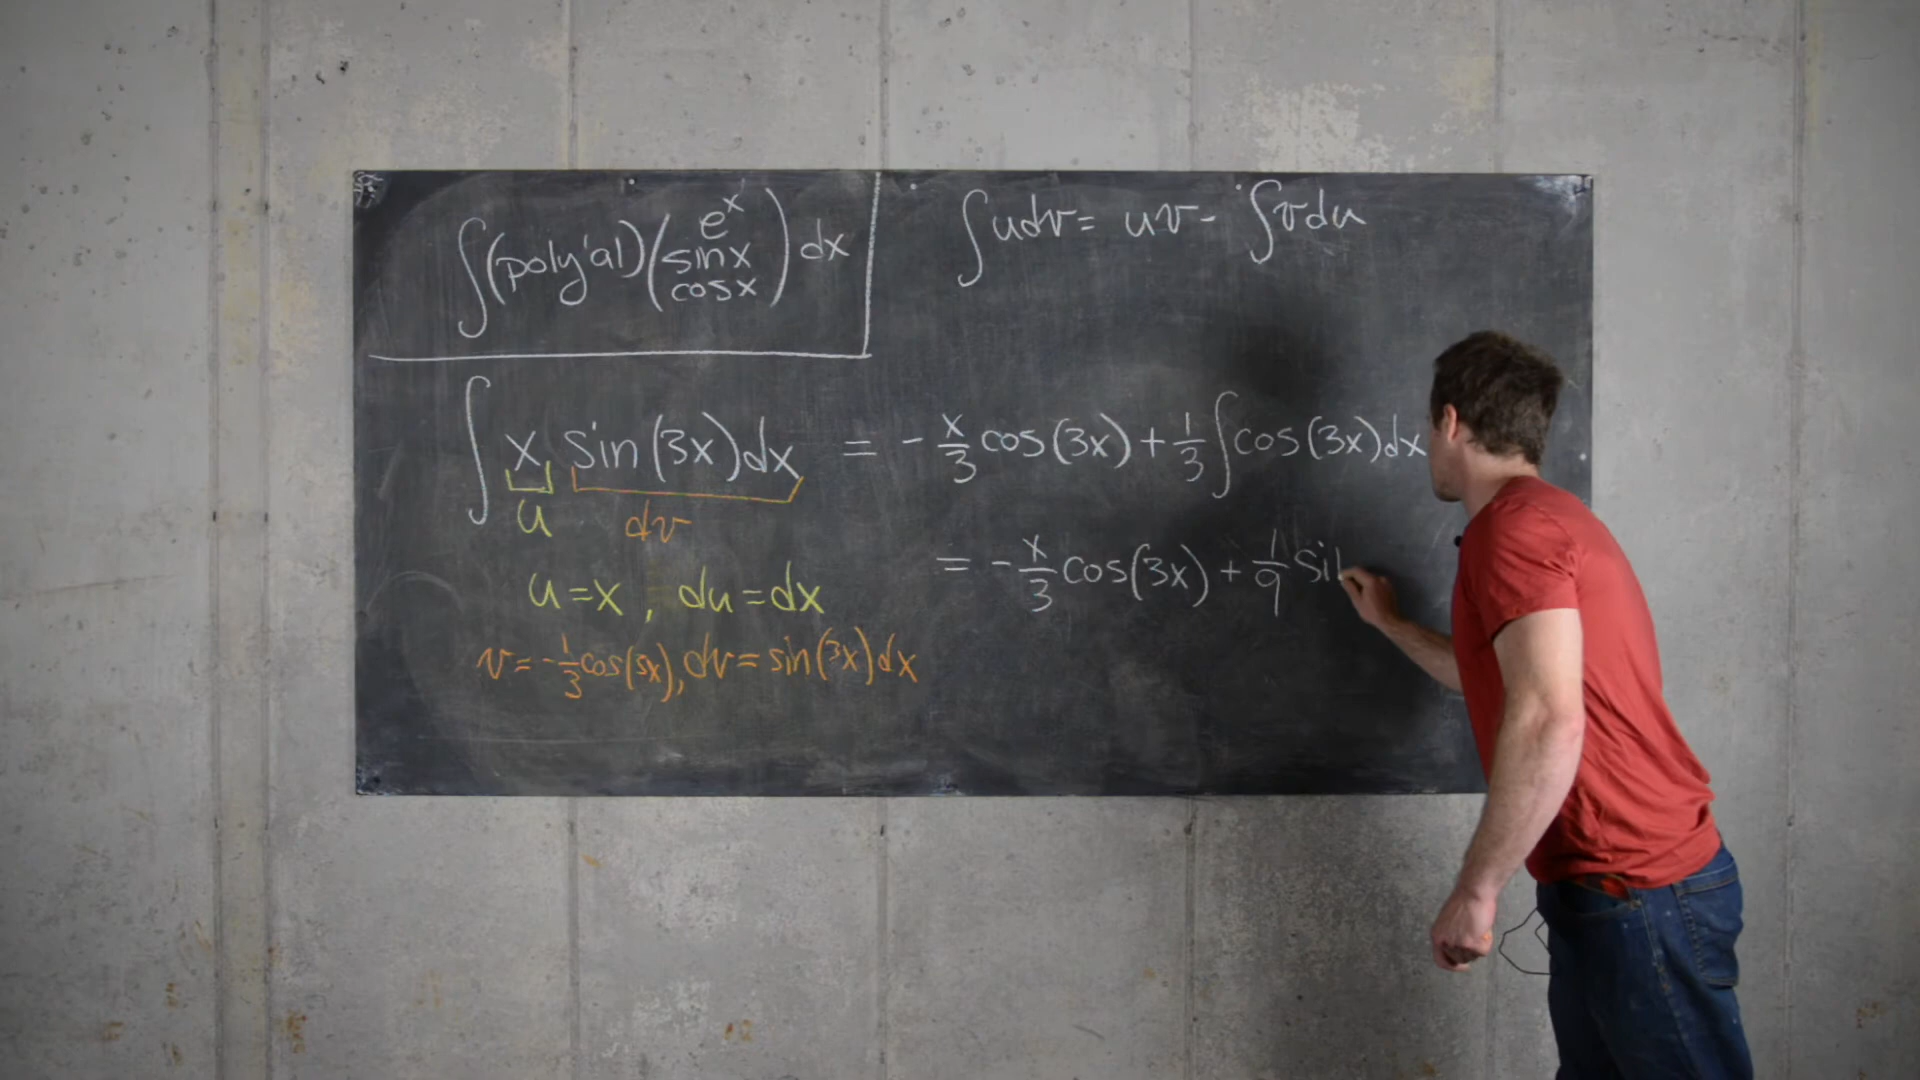 ∫(poly'al)(e^x
sinx
cosx) dx
∫udv = uv - ∫vdu
∫ x sin(3x)dx = -x/3 cos(3x) + 1/3 ∫cos(3x)dx
u dv
= -x/3 cos(3x) + 1/9 si
u = x , du = dx
v = -1/3 cos(3x), dv = sin(3x)dx